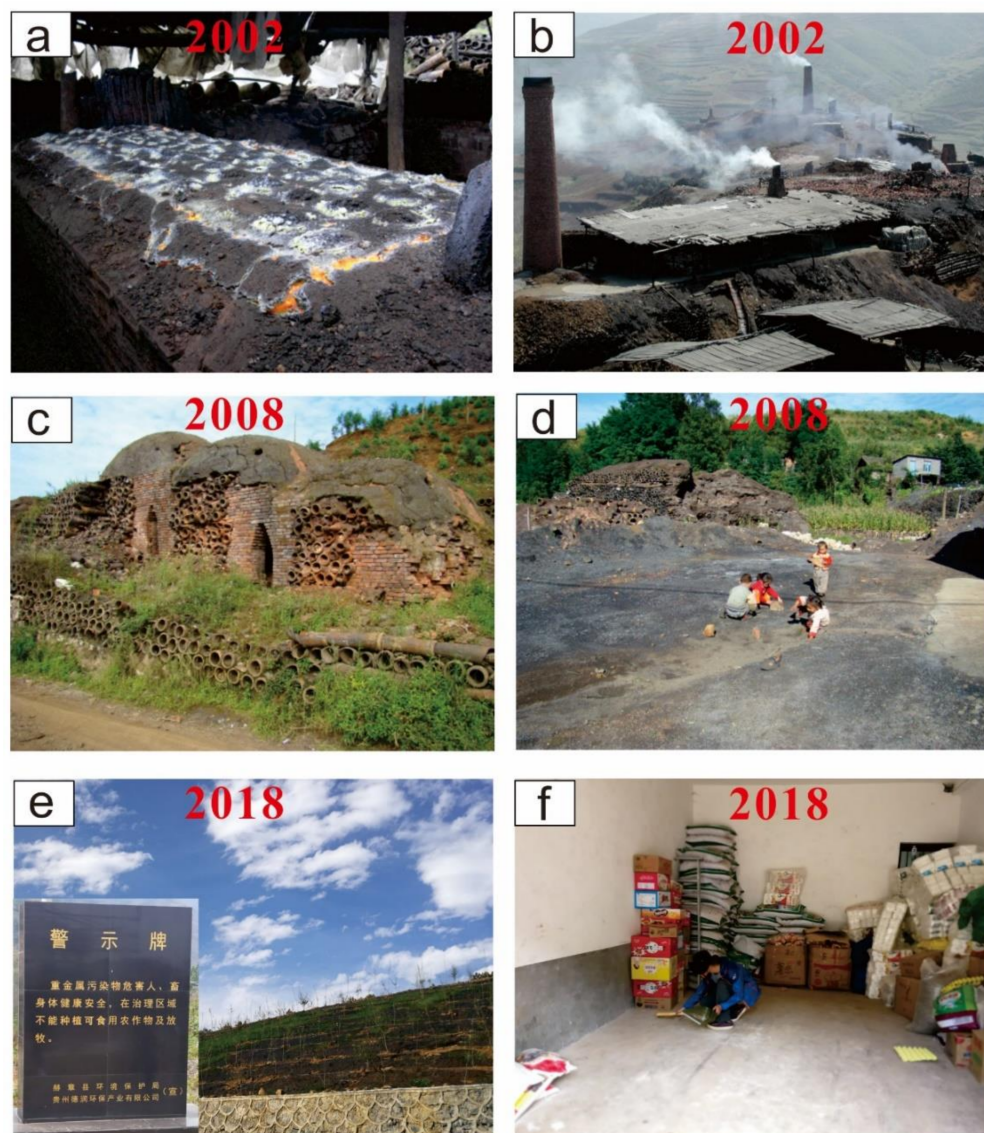 a
2002
b
2002
c
2008
d
2008
e
2018
f
2018
警示牌
重金属污染物危害人，畜
身体健康安全，在治理区域
不能种植可食用农作物及放
牧。
赫章县环境保护局
贵州德润环保产业有限公司（宣）